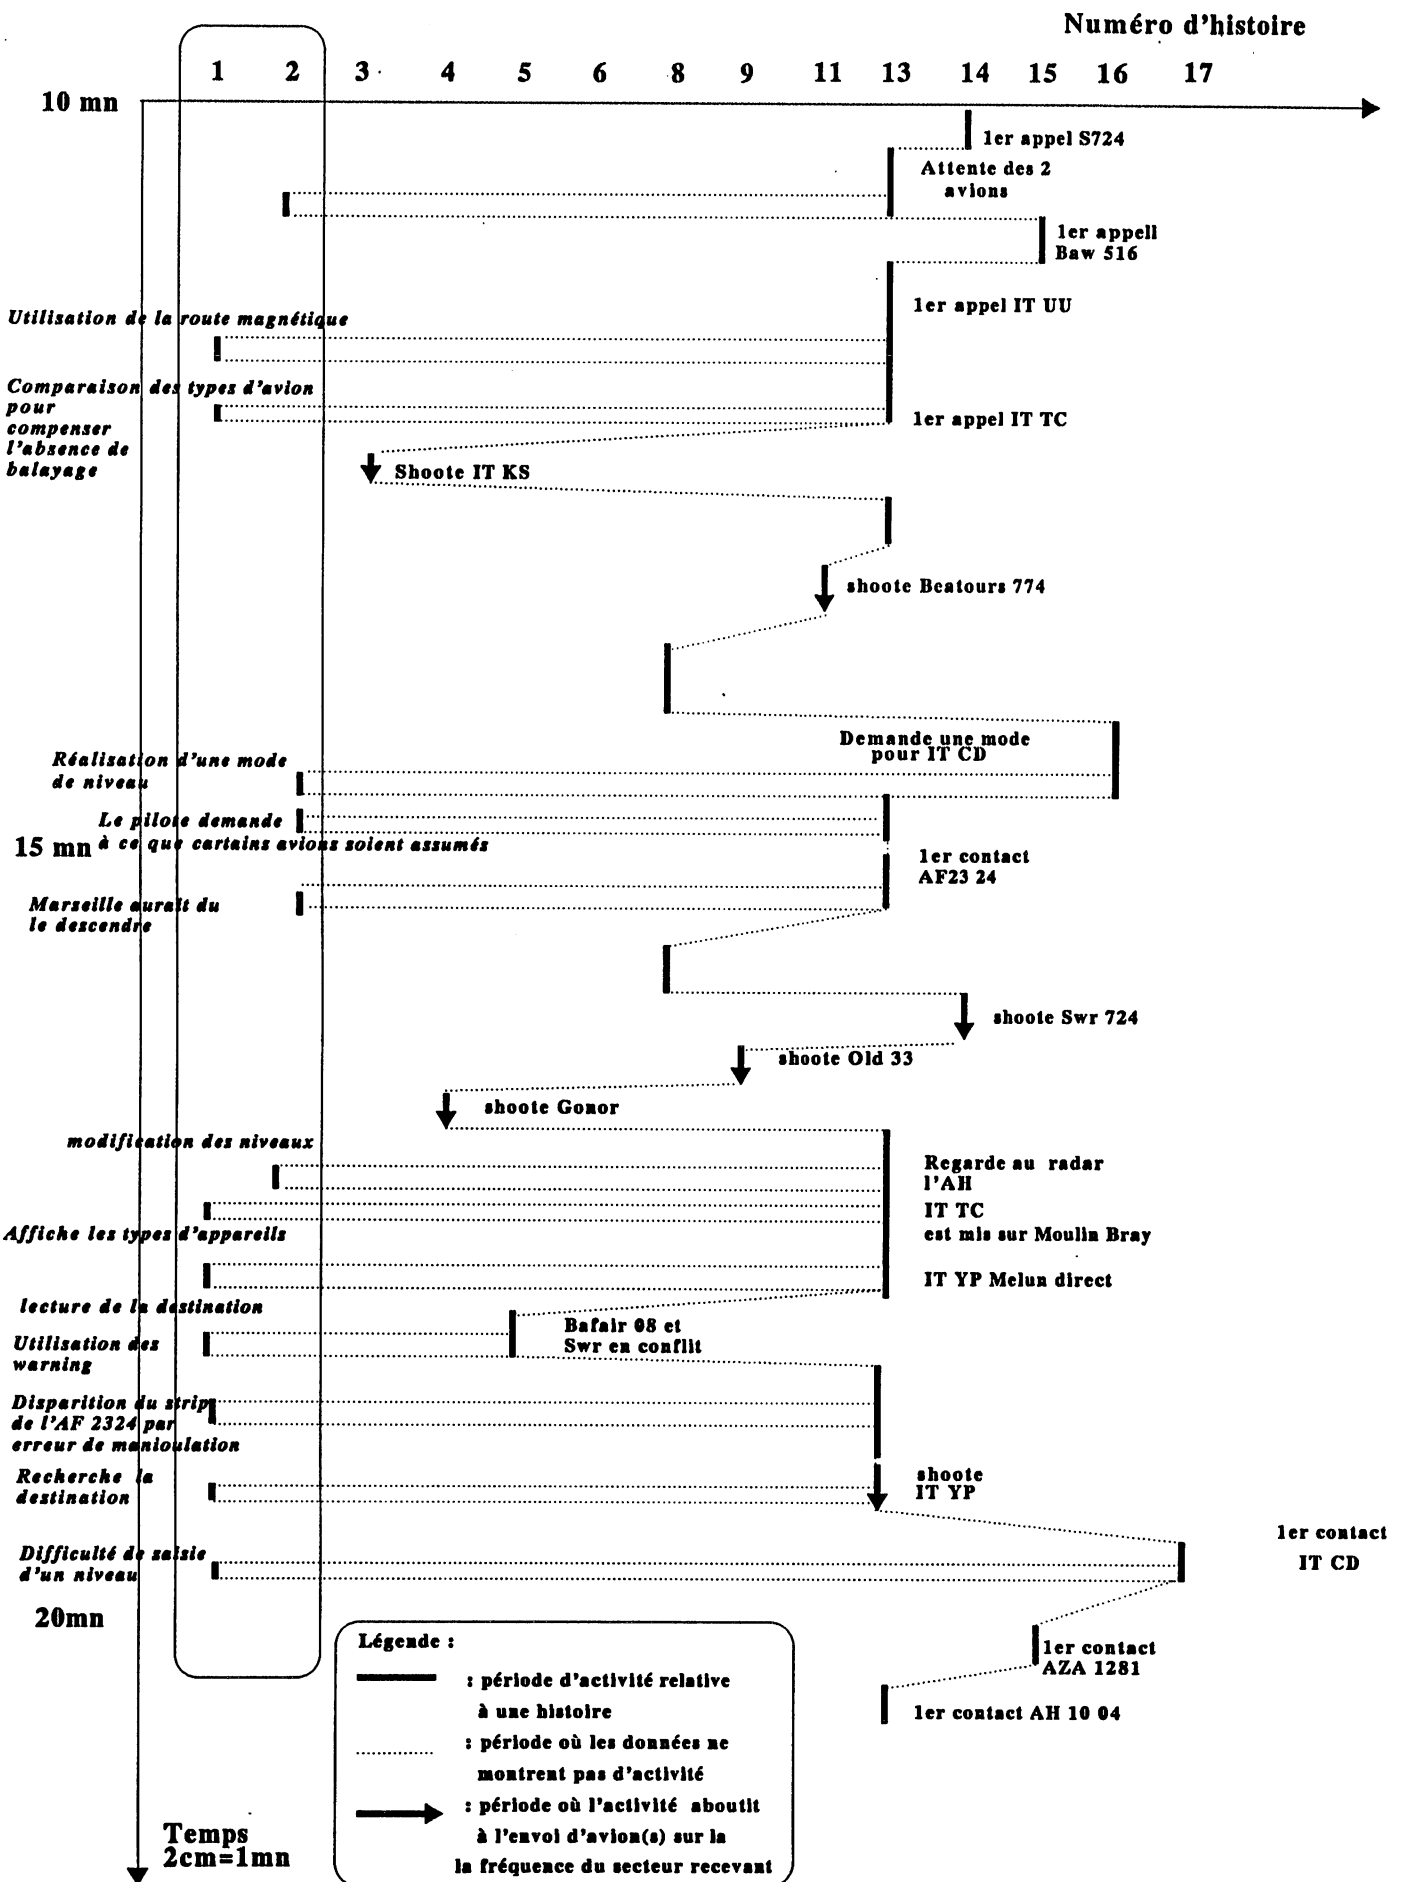 Numéro d'histoire
1 2 3 4 5 6 8 9 11 13 14 15 16 17
10 mn
1er appel S724
Attente des 2
avions
1er appell
Baw 516
1er appel IT UU
Utilisation de la route magnétique
Comparaison des types d'avion
pour
compenser
l'absence de
balayage
1er appel IT TC
Shoote IT KS
shoote Beatours 774
Demande une mode
pour IT CD
Réalisation d'une mode
de niveau
Le pilote demande
à ce que cartains avions soient assumés
15 mn
1er contact
AF23 24
Marseille aurait du
le descendre
shoote Swr 724
shoote Old 33
shoote Gonor
modification des niveaux
Regarde au radar
l'AH
IT TC
est mis sur Moulin Bray
Affiche les types d'appareils
IT YP Melun direct
lecture de la destination
Bafair 08 et
Swr en conflit
Utilisation des
warning
Disparition du strip
de l'AF 2324 par
erreur de manioulation
Recherche la
destination
shoote
IT YP
1er contact
IT CD
Difficulté de saisie
d'un niveau
20mn
1er contact
AZA 1281
1er contact AH 10 04
Légende :
: période d'activité relative
à une histoire
: période où les données ne
montrent pas d'activité
: période où l'activité aboutit
à l'envoi d'avion(s) sur la
la fréquence du secteur recevant
Temps
2cm=1mn